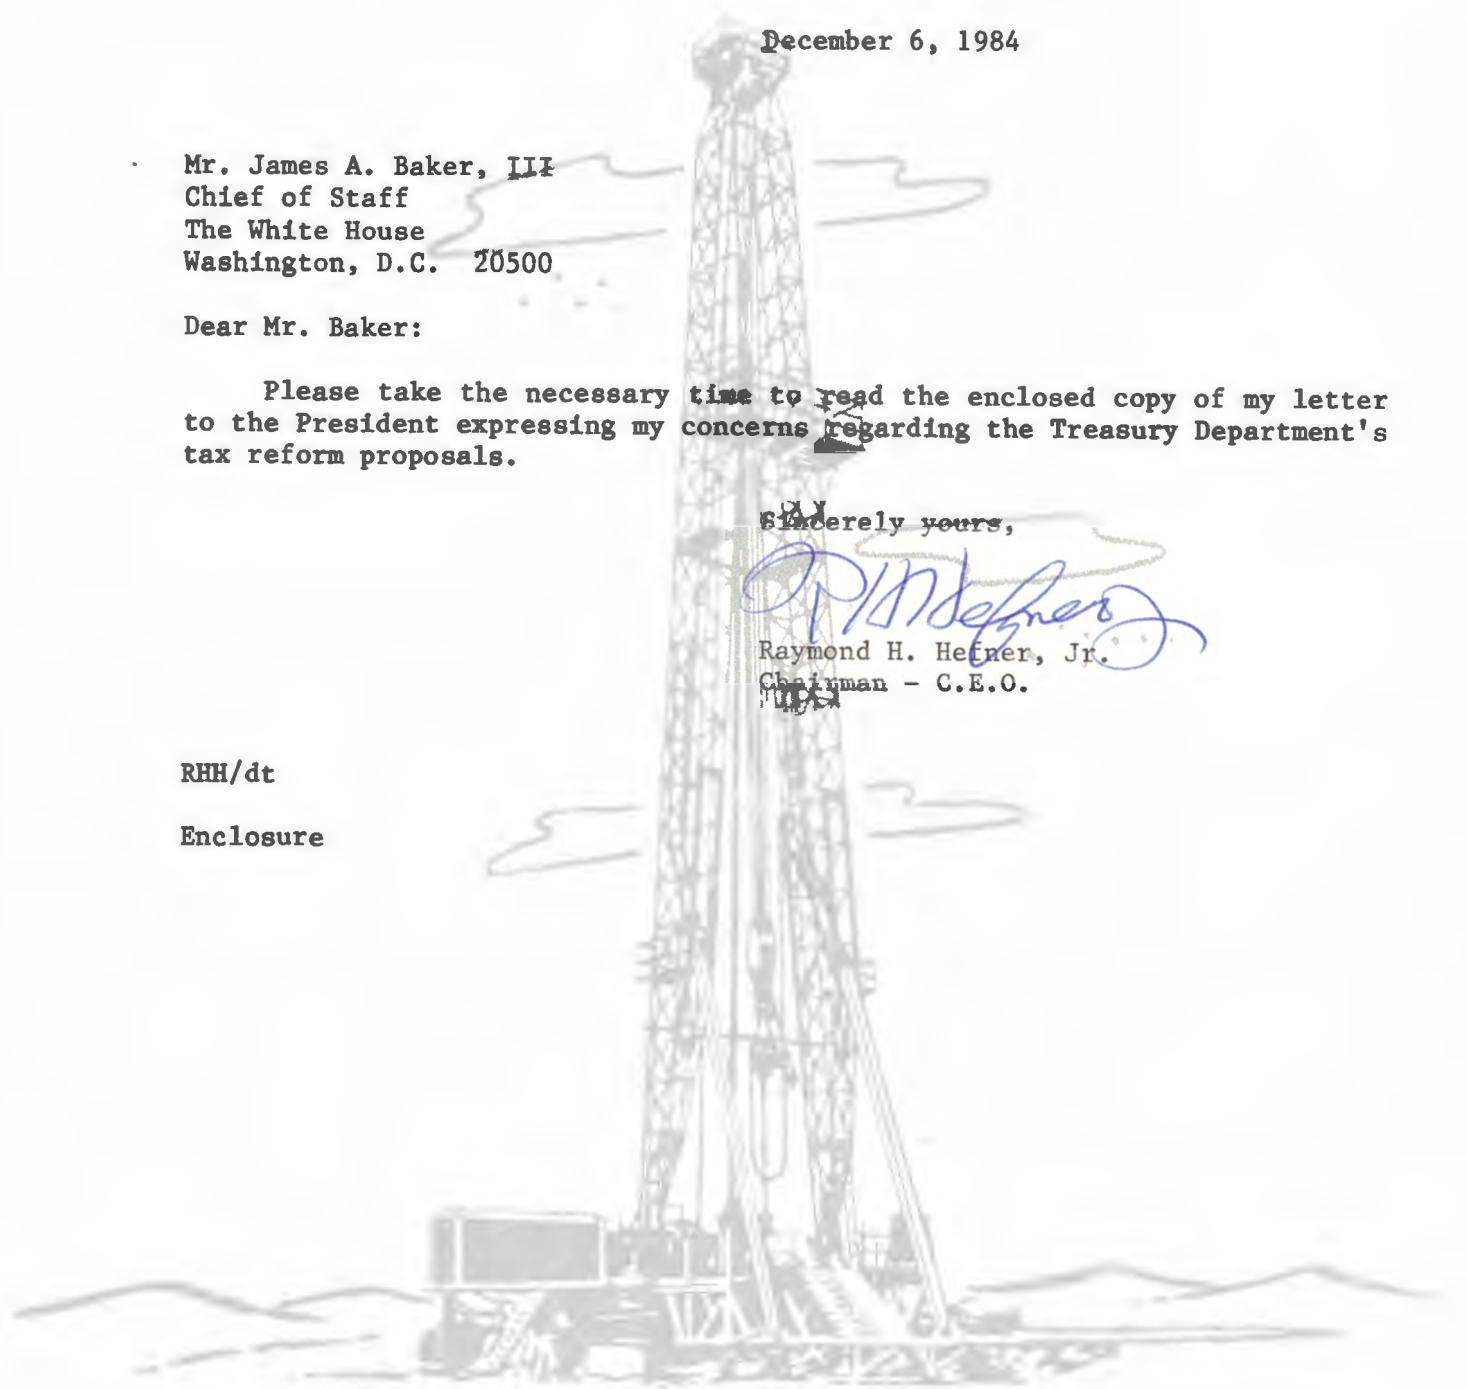 December 6, 1984
Mr. James A. Baker, III
Chief of Staff
The White House
Washington, D.C. 20500
Dear Mr. Baker:
Please take the necessary time to read the enclosed copy of my letter
to the President expressing my concerns regarding the Treasury Department's
tax reform proposals.
Sincerely yours,
RHHefner
Raymond H. Hefner, Jr.
Chairman - C.E.O.
RHH/dt
Enclosure